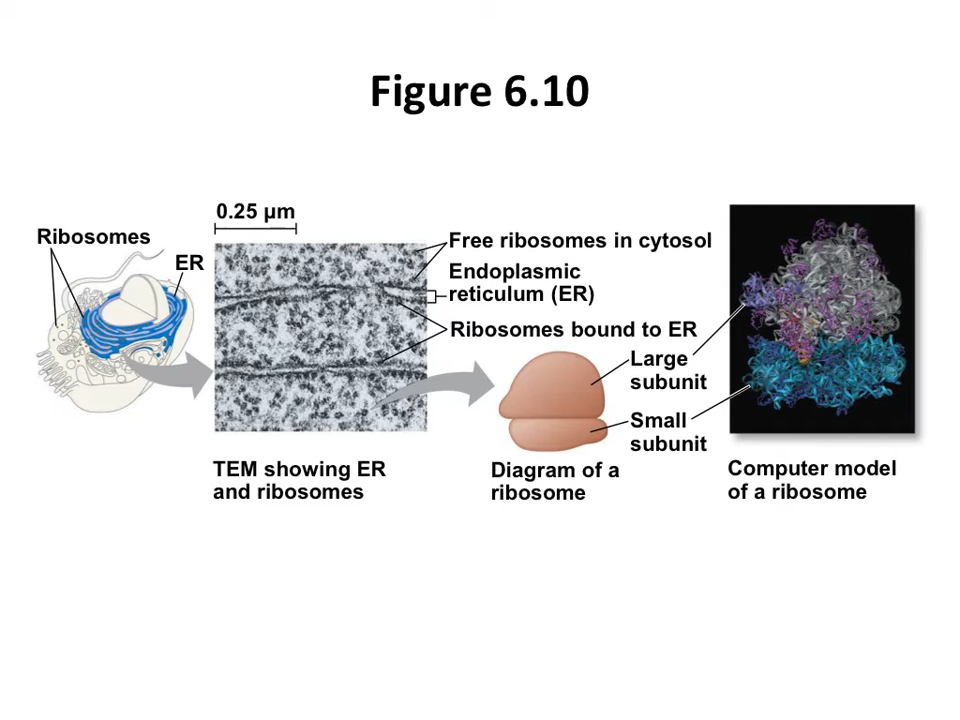 Figure 6.10
0.25 µm
Ribosomes
ER
Free ribosomes in cytosol
Endoplasmic
reticulum (ER)
Ribosomes bound to ER
Large
subunit
Small
subunit
TEM showing ER
and ribosomes
Diagram of a
ribosome
Computer model
of a ribosome